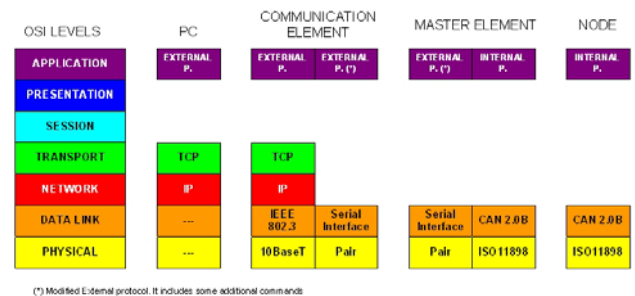 OSI LEVELS
PC
COMMUNICATION
ELEMENT
MASTER ELEMENT
NODE
APPLICATION
EXTERNAL
P.
EXTERNAL
P.
EXTERNAL
P. (*)
EXTERNAL
P. (*)
INTERNAL
P.
INTERNAL
P.
PRESENTATION
SESSION
TRANSPORT
TCP
TCP
NETWORK
IP
IP
DATA LINK
---
IEEE
802.3
Serial
Interface
Serial
Interface
CAN 2.0B
CAN 2.0B
PHYSICAL
---
10BaseT
Pair
Pair
ISO11898
ISO11898
(*) Modified External protocol. It includes some additional commands